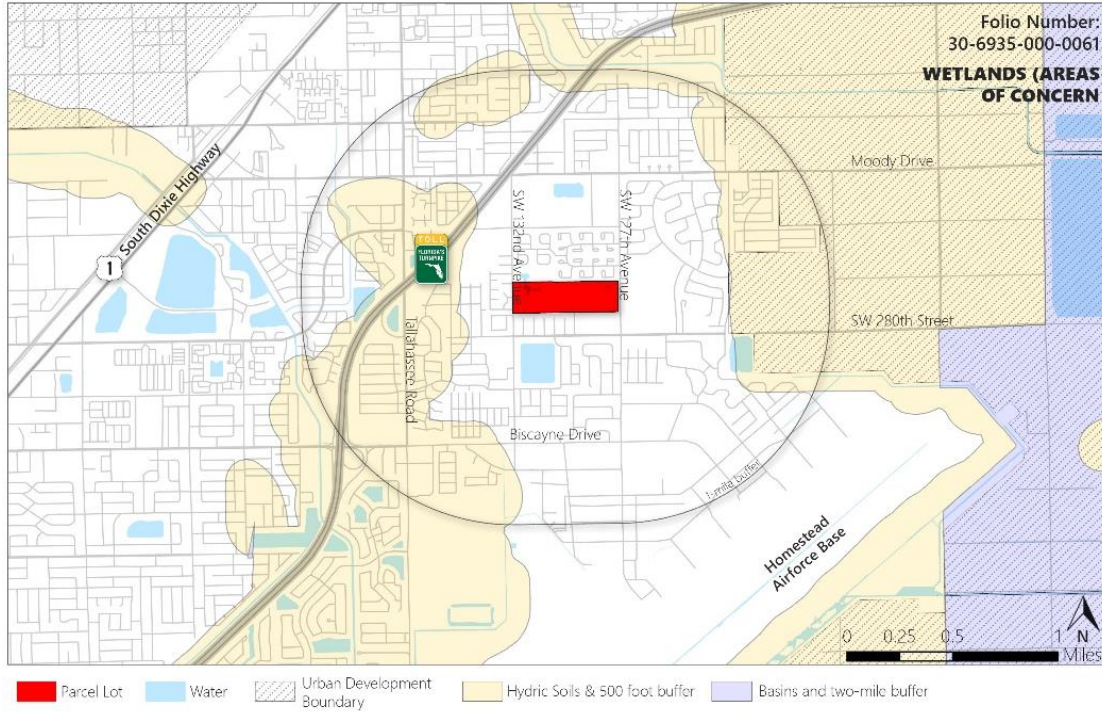 Folio Number:
30-6935-000-0061
WETLANDS (AREAS
OF CONCERN
South Dixie Highway
1
Moody Drive
SW 132nd Avenue
SW 127th Avenue
TOLL
FLORIDA'S
TURNPIKE
Tallahassee Road
SW 280th Street
Biscayne Drive
1-mile buffer
Homestead
Airforce Base
N
0 0.25 0.5 1
Miles
Parcel Lot
Water
Urban Development
Boundary
Hydric Soils & 500 foot buffer
Basins and two-mile buffer